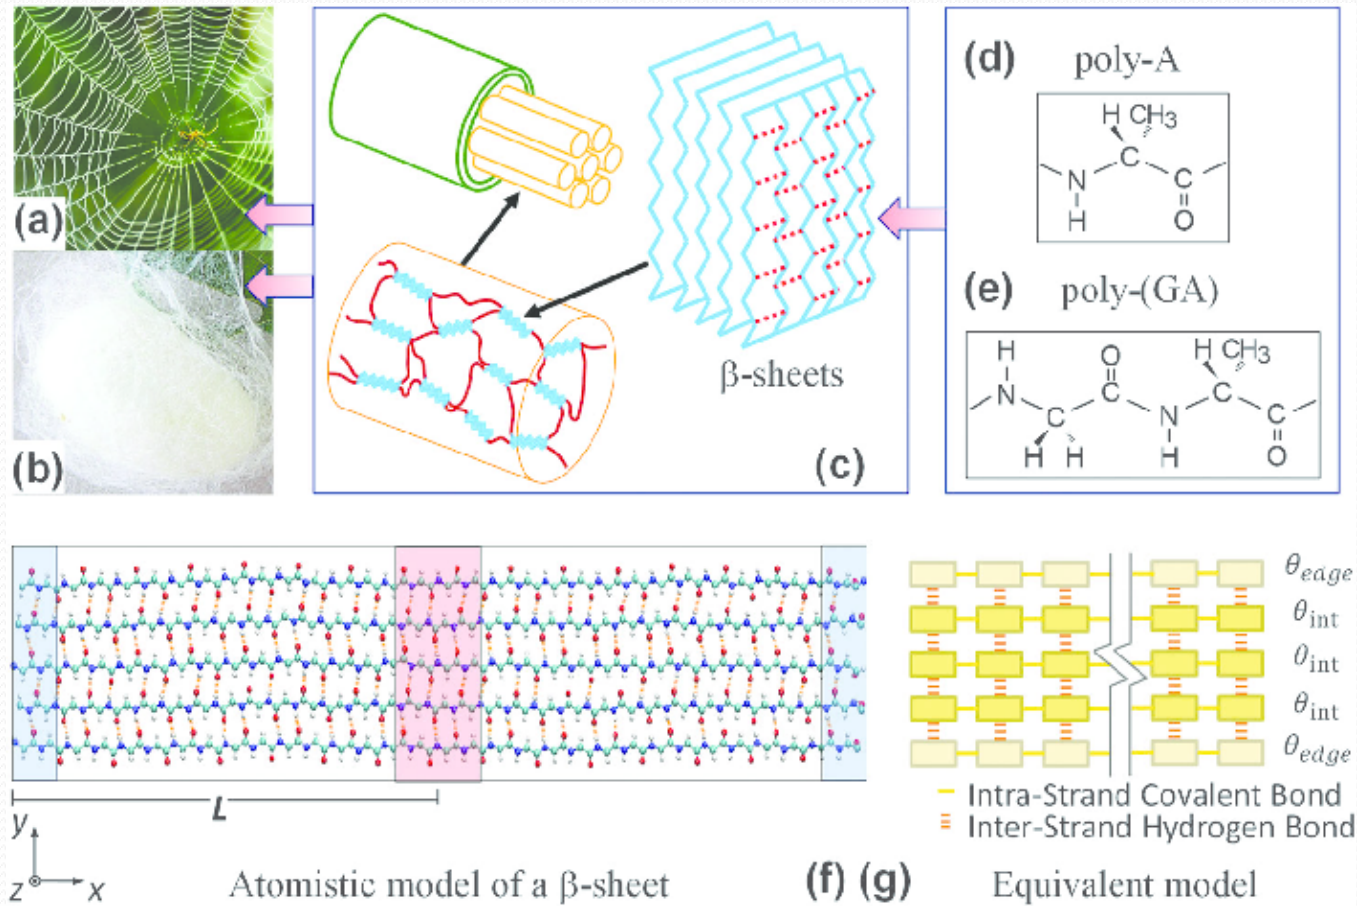 (a)
(b)
β-sheets
(c)
(d) poly-A
H CH3
C
N C
H O
(e) poly-(GA)
H O H CH3
N C C
C N C
H H H O
θedge
θint
θint
θint
θedge
Intra-Strand Covalent Bond
Inter-Strand Hydrogen Bond
L
y
z x
Atomistic model of a β-sheet (f) (g) Equivalent model